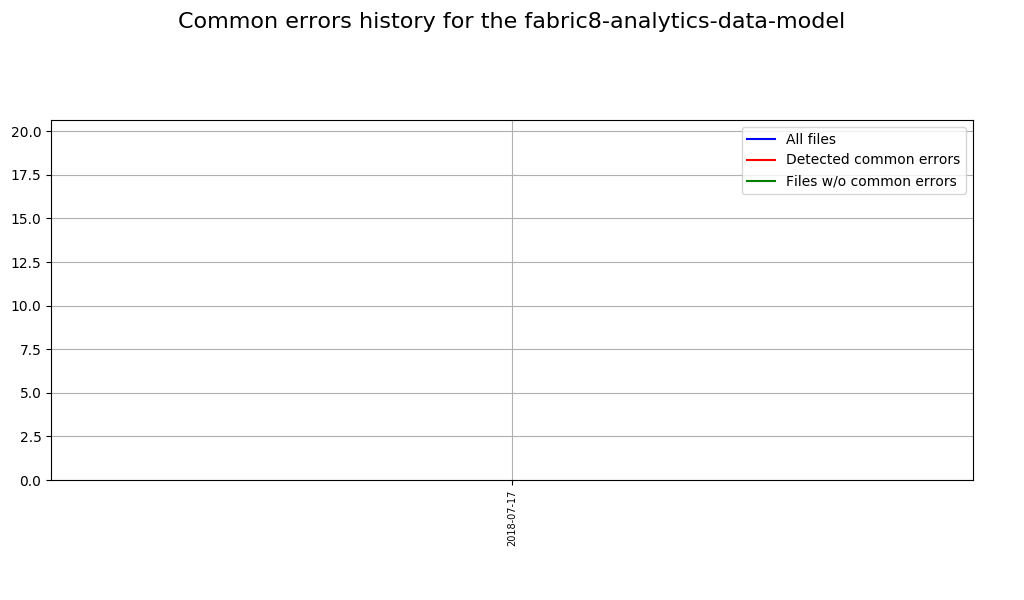 Common errors history for the fabric8-analytics-data-model
20.0
17.5
15.0
12.5
10.0
7.5
5.0
2.5
0.0
All files
Detected common errors
Files w/o common errors
2018-07-17